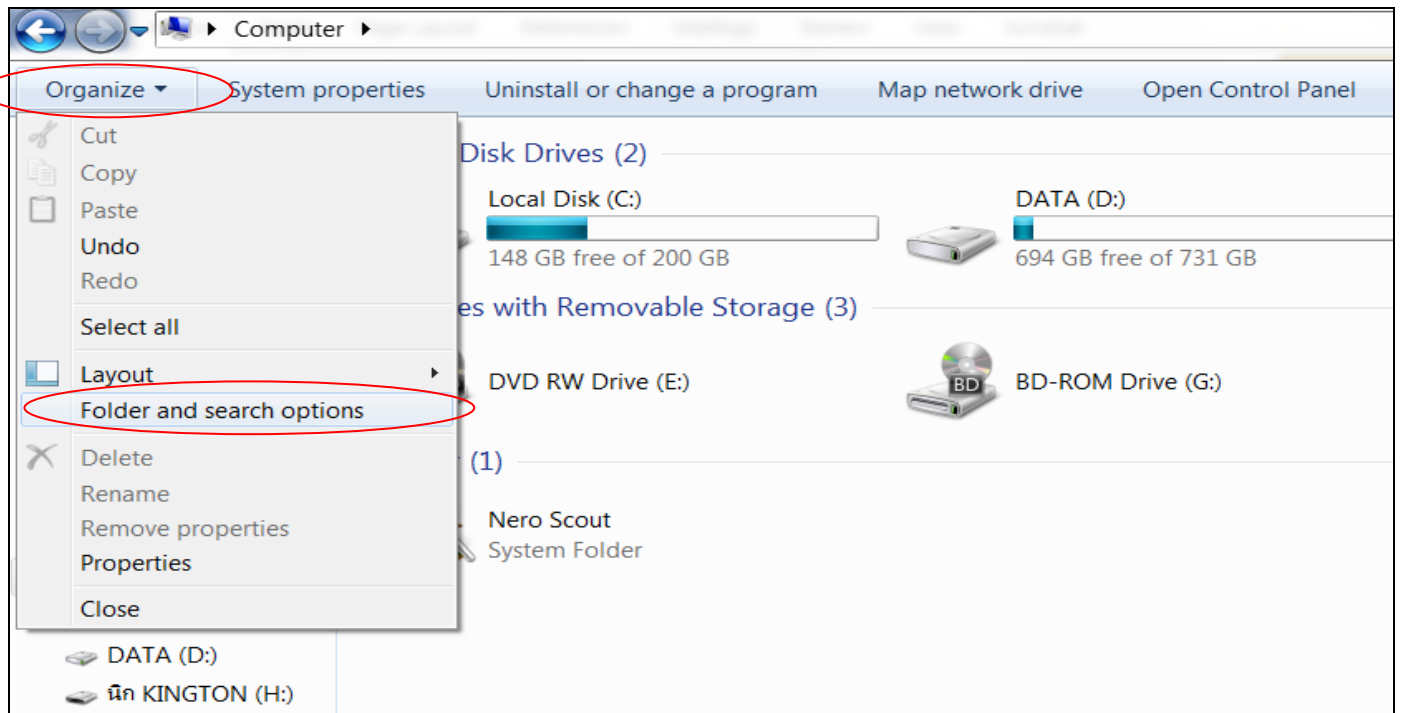 Computer
Organize System properties Uninstall or change a program Map network drive Open Control Panel
Cut
Copy
Paste
Undo
Redo
Select all
Layout
Folder and search options
Delete
Rename
Remove properties
Properties
Close
DATA (D:)
นิก KINGTON (H:)
Disk Drives (2)
Local Disk (C:)
148 GB free of 200 GB
DATA (D:)
694 GB free of 731 GB
es with Removable Storage (3)
DVD RW Drive (E:)
BD
BD-ROM Drive (G:)
(1)
Nero Scout
System Folder